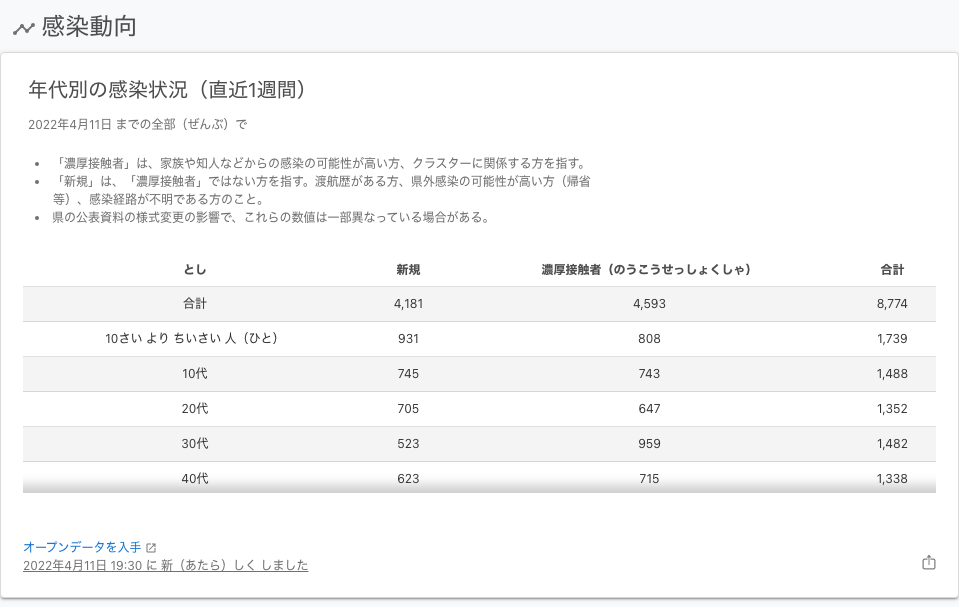 感染動向
年代別の感染状況（直近1週間）
2022年4月11日 までの全部（ぜんぶ）で
• 「濃厚接触者」は、家族や知人などからの感染の可能性が高い方、クラスターに関係する方を指す。
• 「新規」は、「濃厚接触者」ではない方を指す。渡航歴がある方、県外感染の可能性が高い方（帰省
等）、感染経路が不明である方のこと。
• 県の公表資料の様式変更の影響で、これらの数値は一部異なっている場合がある。
とし 新規 濃厚接触者（のうこうせっしょくしゃ） 合計
合計 4,181 4,593 8,774
10さい より ちいさい 人（ひと） 931 808 1,739
10代 745 743 1,488
20代 705 647 1,352
30代 523 959 1,482
40代 623 715 1,338
オープンデータを入手
2022年4月11日 19:30 に 新（あたら）しく しました